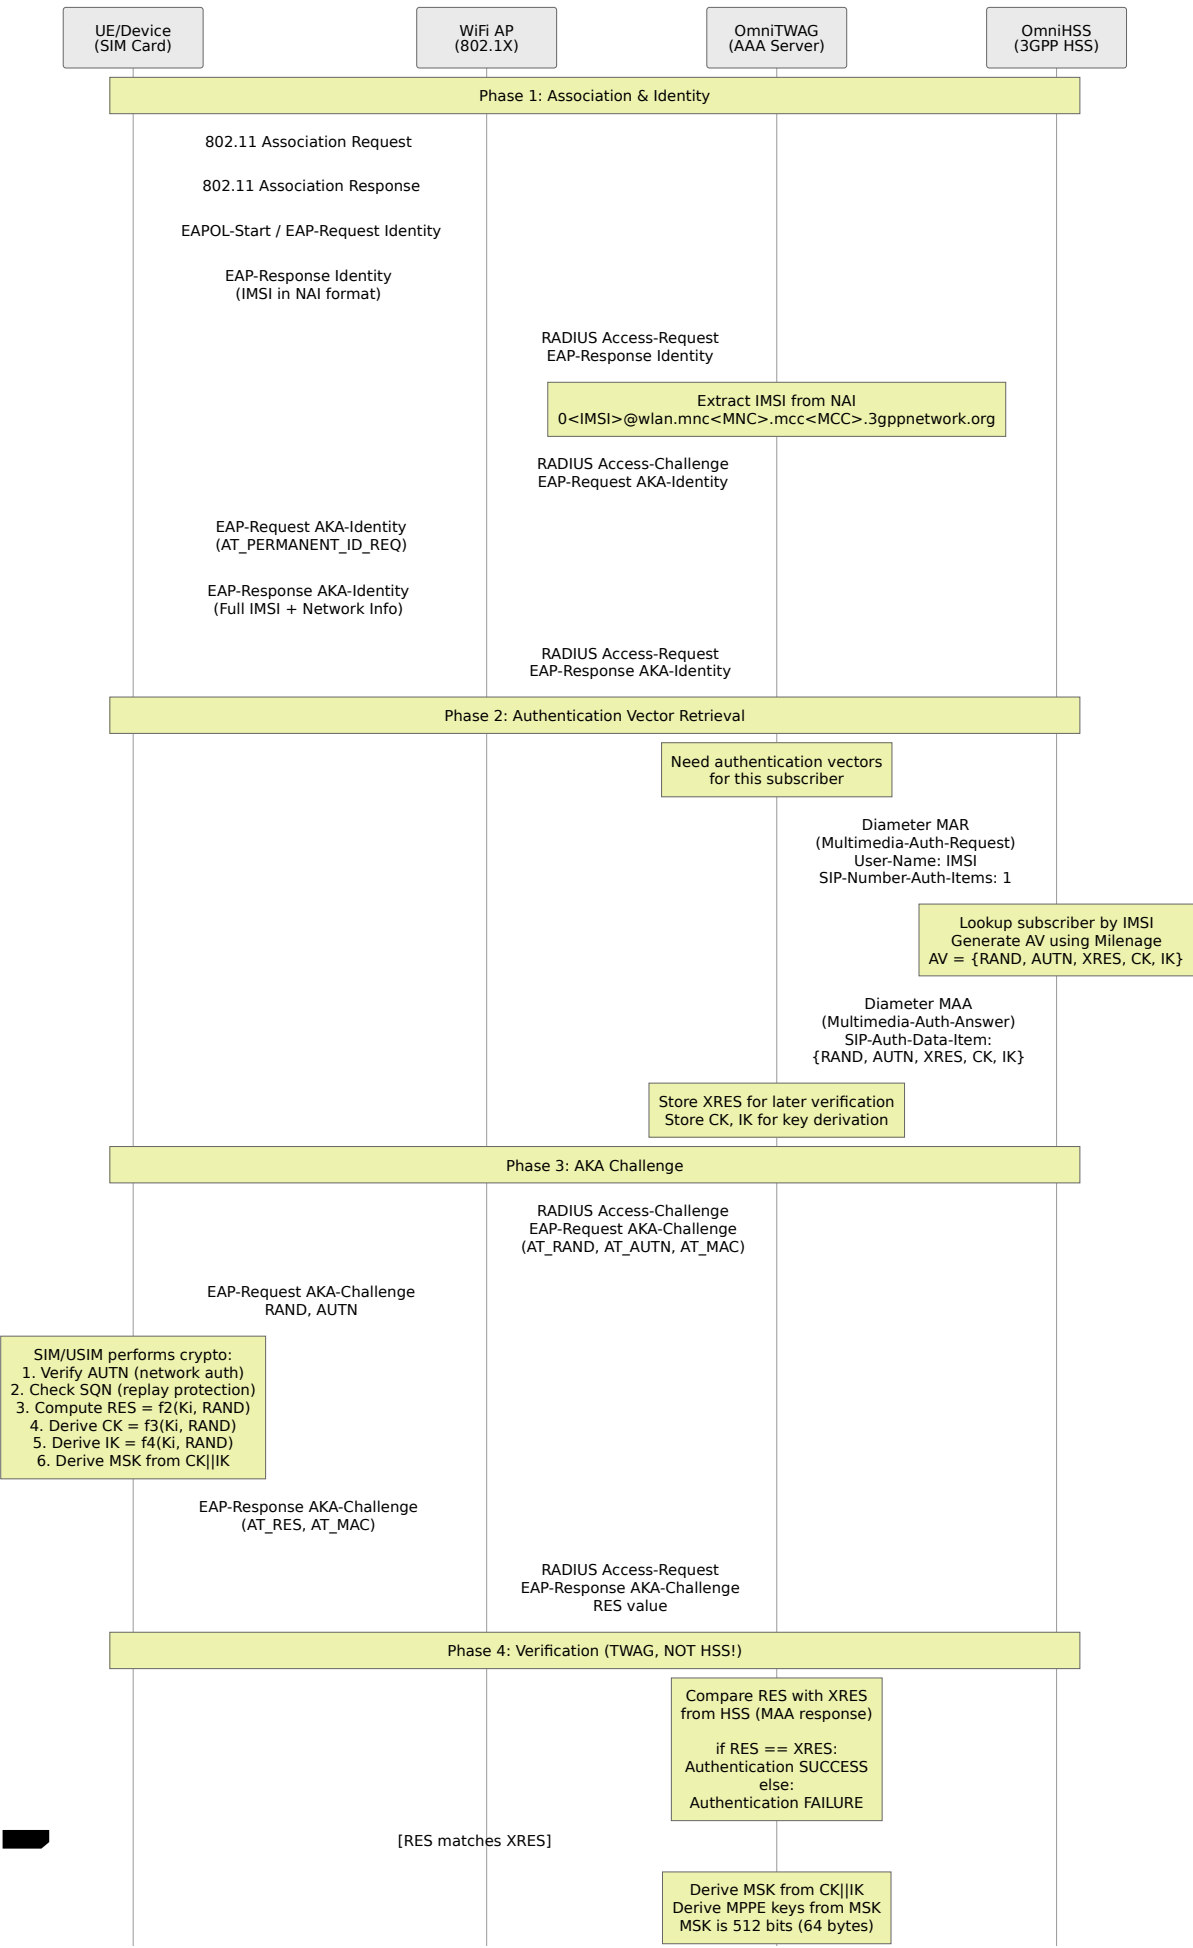 UE/Device
(SIM Card)
WiFi AP
(802.1X)
OmniTWAG
(AAA Server)
OmniHSS
(3GPP HSS)
Phase 1: Association & Identity
802.11 Association Request
802.11 Association Response
EAPOL-Start / EAP-Request Identity
EAP-Response Identity
(IMSI in NAI format)
RADIUS Access-Request
EAP-Response Identity
Extract IMSI from NAI
0<IMSI>@wlan.mnc<MNC>.mcc<MCC>.3gppnetwork.org
RADIUS Access-Challenge
EAP-Request AKA-Identity
EAP-Request AKA-Identity
(AT_PERMANENT_ID_REQ)
EAP-Response AKA-Identity
(Full IMSI + Network Info)
RADIUS Access-Request
EAP-Response AKA-Identity
Phase 2: Authentication Vector Retrieval
Need authentication vectors
for this subscriber
Diameter MAR
(Multimedia-Auth-Request)
User-Name: IMSI
SIP-Number-Auth-Items: 1
Lookup subscriber by IMSI
Generate AV using Milenage
AV = {RAND, AUTN, XRES, CK, IK}
Diameter MAA
(Multimedia-Auth-Answer)
SIP-Auth-Data-Item:
{RAND, AUTN, XRES, CK, IK}
Store XRES for later verification
Store CK, IK for key derivation
Phase 3: AKA Challenge
RADIUS Access-Challenge
EAP-Request AKA-Challenge
(AT_RAND, AT_AUTN, AT_MAC)
EAP-Request AKA-Challenge
RAND, AUTN
SIM/USIM performs crypto:
1. Verify AUTN (network auth)
2. Check SQN (replay protection)
3. Compute RES = f2(Ki, RAND)
4. Derive CK = f3(Ki, RAND)
5. Derive IK = f4(Ki, RAND)
6. Derive MSK from CK||IK
EAP-Response AKA-Challenge
(AT_RES, AT_MAC)
RADIUS Access-Request
EAP-Response AKA-Challenge
RES value
Phase 4: Verification (TWAG, NOT HSS!)
Compare RES with XRES
from HSS (MAA response)
if RES == XRES:
Authentication SUCCESS
else:
Authentication FAILURE
[RES matches XRES]
Derive MSK from CK||IK
Derive MPPE keys from MSK
MSK is 512 bits (64 bytes)